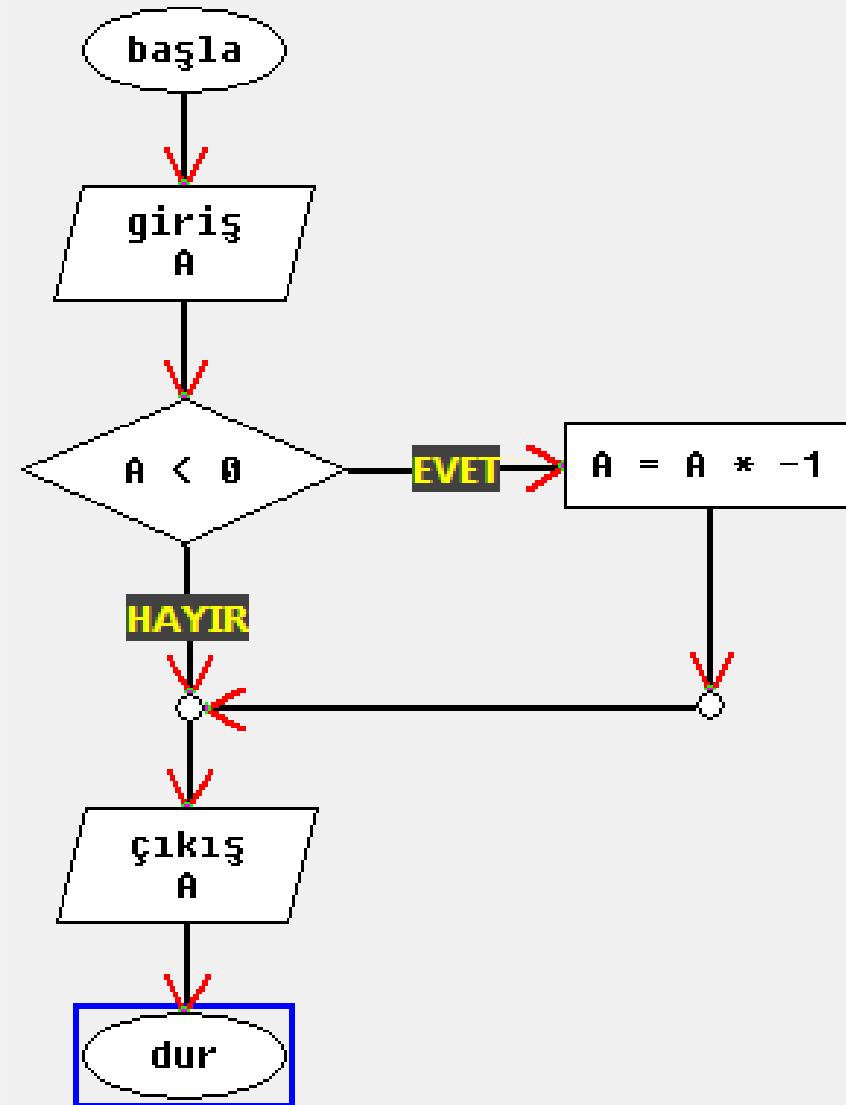 başla
giriş
A
A < 0
EVET
A = A * -1
HAYIR
çıkış
A
dur